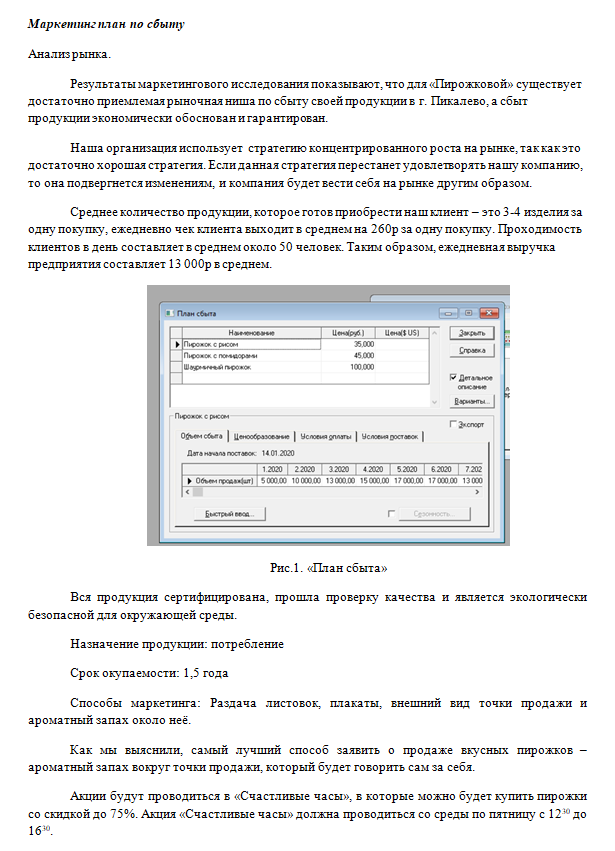 Маркетинг план по сбыту
Анализ рынка.
Результаты маркетингового исследования показывают, что для «Пирожковой» существует
достаточно приемлемая рыночная ниша по сбыту своей продукции в г. Пикалево, а сбыт
продукции экономически обоснован и гарантирован.
Наша организация использует стратегию концентрированного роста на рынке, так как это
достаточно хорошая стратегия. Если данная стратегия перестанет удовлетворять нашу компанию,
то она подвергнется изменениям, и компания будет вести себя на рынке другим образом.
Среднее количество продукции, которое готов приобрести наш клиент – это 3-4 изделия за
одну покупку, ежедневно чек клиента выходит в среднем на 260р за одну покупку. Проходимость
клиентов в день составляет в среднем около 50 человек. Таким образом, ежедневная выручка
предприятия составляет 13 000р в среднем.
План сбыта
Наименование Цена(руб.) Цена($ US)
Пирожок с рисом 35,000
Пирожок с помидорами 45,000
Шаурмичный пирожок 100,000
Закрыть
Справка
Детальное
описание
Варианты...
Пирожок с рисом
Экспорт
Объем сбыта Ценообразование Условия оплаты Условия поставок
Дата начала поставок: 14.01.2020
1.2020 2.2020 3.2020 4.2020 5.2020 6.2020 7.202
Объем продаж(шт) 5 000,00 10 000,00 13 000,00 15 000,00 17 000,00 17 000,00 13 000
Быстрый ввод...
Сезонность...
Рис.1. «План сбыта»
Вся продукция сертифицирована, прошла проверку качества и является экологически
безопасной для окружающей среды.
Назначение продукции: потребление
Срок окупаемости: 1,5 года
Способы маркетинга: Раздача листовок, плакаты, внешний вид точки продажи и
ароматный запах около неё.
Как мы выяснили, самый лучший способ заявить о продаже вкусных пирожков –
ароматный запах вокруг точки продажи, который будет говорить сам за себя.
Акции будут проводиться в «Счастливые часы», в которые можно будет купить пирожки
со скидкой до 75%. Акция «Счастливые часы» должна проводиться со среды по пятницу с 12³⁰ до
16³⁰.